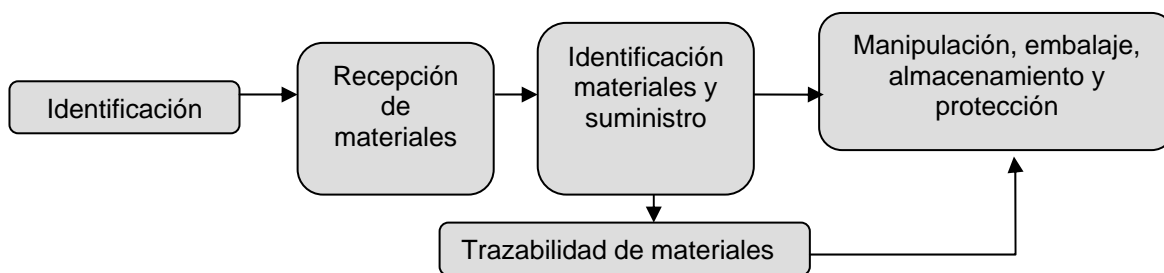 Identificación
Recepción
de
materiales
Identificación
materiales y
suministro
Manipulación, embalaje,
almacenamiento y
protección
Trazabilidad de materiales